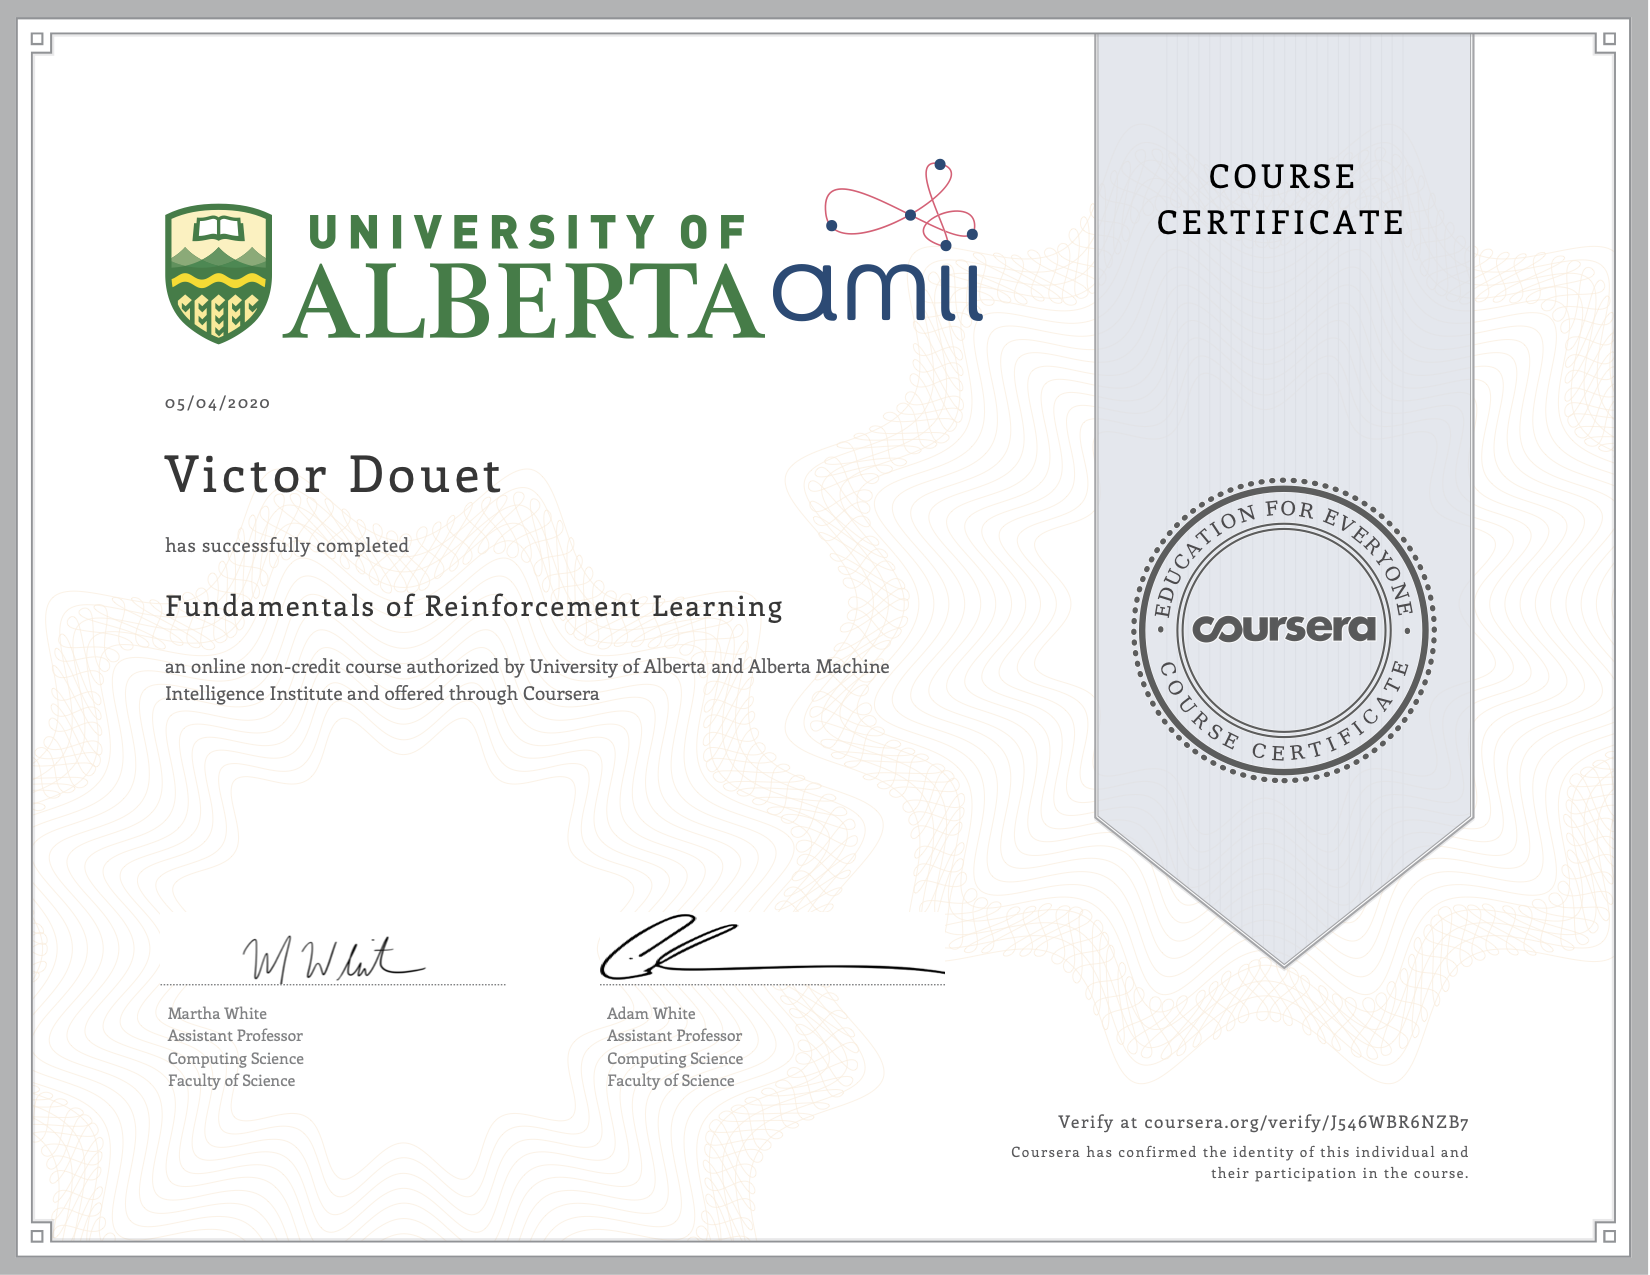 UNIVERSITY OF
ALBERTA
amii
COURSE
CERTIFICATE
05/04/2020
Victor Douet
has successfully completed
Fundamentals of Reinforcement Learning
an online non-credit course authorized by University of Alberta and Alberta Machine
Intelligence Institute and offered through Coursera
EDUCATION FOR EVERYONE
coursera
COURSE CERTIFICATE
M White
Martha White
Assistant Professor
Computing Science
Faculty of Science
Adam White
Assistant Professor
Computing Science
Faculty of Science
Verify at coursera.org/verify/J546WBR6NZB7
Coursera has confirmed the identity of this individual and
their participation in the course.